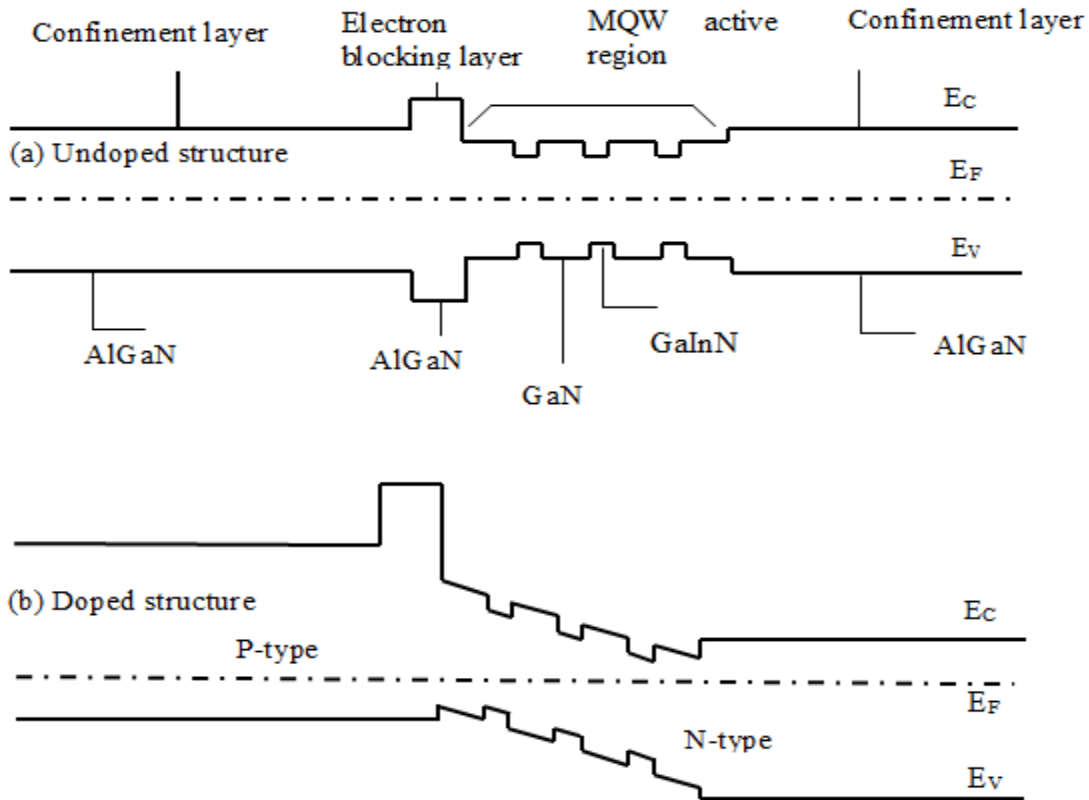 Confinement layer
Electron
blocking layer
MQW active
region
Confinement layer
EC
(a) Undoped structure
EF
EV
AlGaN
AlGaN
GaN
GaInN
AlGaN
(b) Doped structure
EC
P-type
EF
N-type
EV